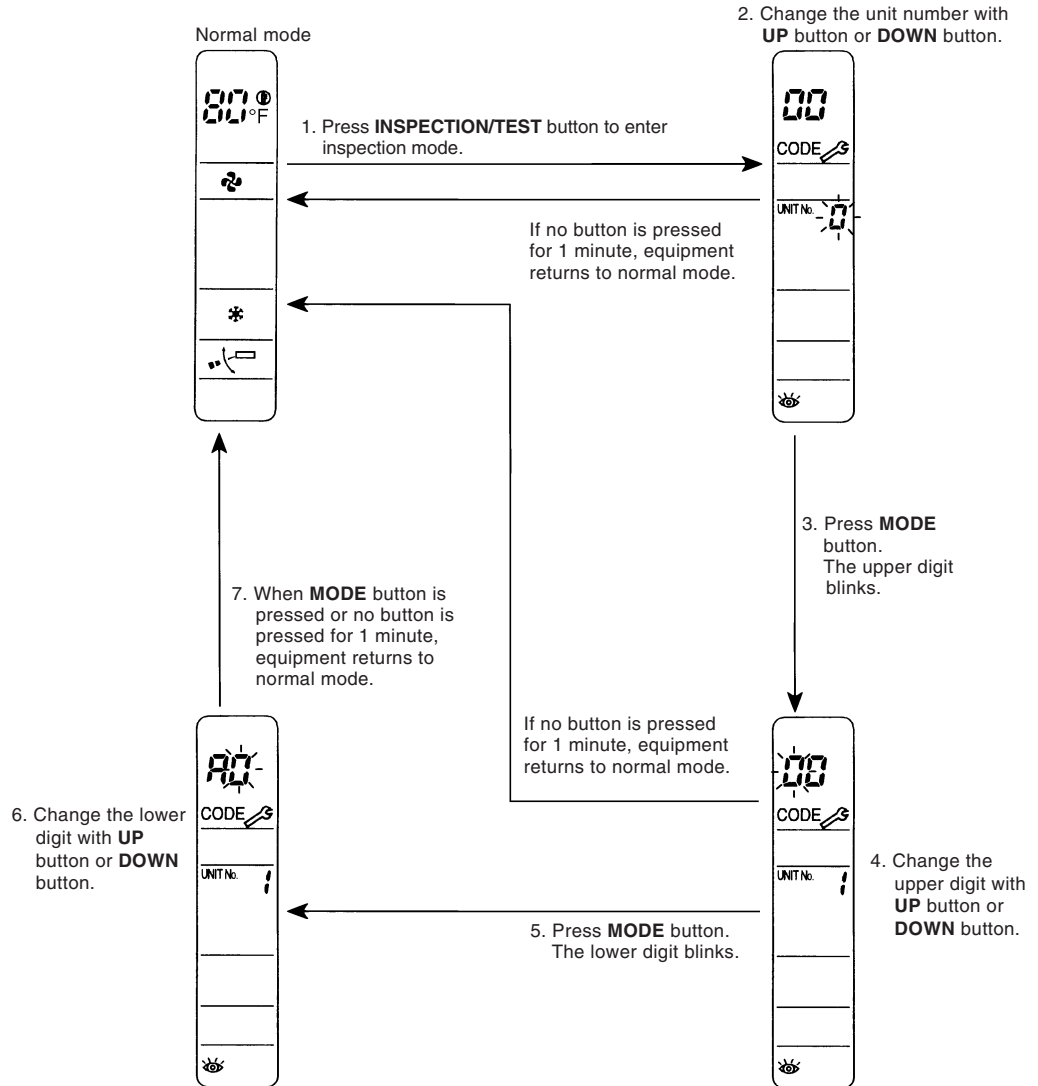 Normal mode
80 °F
1. Press INSPECTION/TEST button to enter
inspection mode.
2. Change the unit number with
UP button or DOWN button.
00
CODE
UNIT No. 0
If no button is pressed
for 1 minute, equipment
returns to normal mode.
3. Press MODE
button.
The upper digit
blinks.
00
CODE
UNIT No. 1
4. Change the
upper digit with
UP button or
DOWN button.
If no button is pressed
for 1 minute, equipment
returns to normal mode.
5. Press MODE button.
The lower digit blinks.
A0
CODE
UNIT No. 1
6. Change the lower
digit with UP
button or DOWN
button.
7. When MODE button is
pressed or no button is
pressed for 1 minute,
equipment returns to
normal mode.